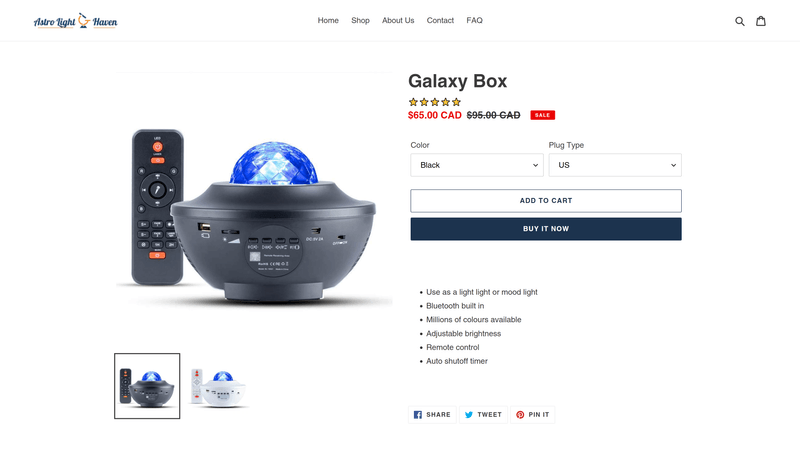 Astro Light Haven
Home Shop About Us Contact FAQ
Galaxy Box
$65.00 CAD $95.00 CAD SALE
Color Plug Type
Black US
ADD TO CART
BUY IT NOW
Use as a light light or mood light
Bluetooth built in
Millions of colours available
Adjustable brightness
Remote control
Auto shutoff timer
SHARE TWEET PIN IT